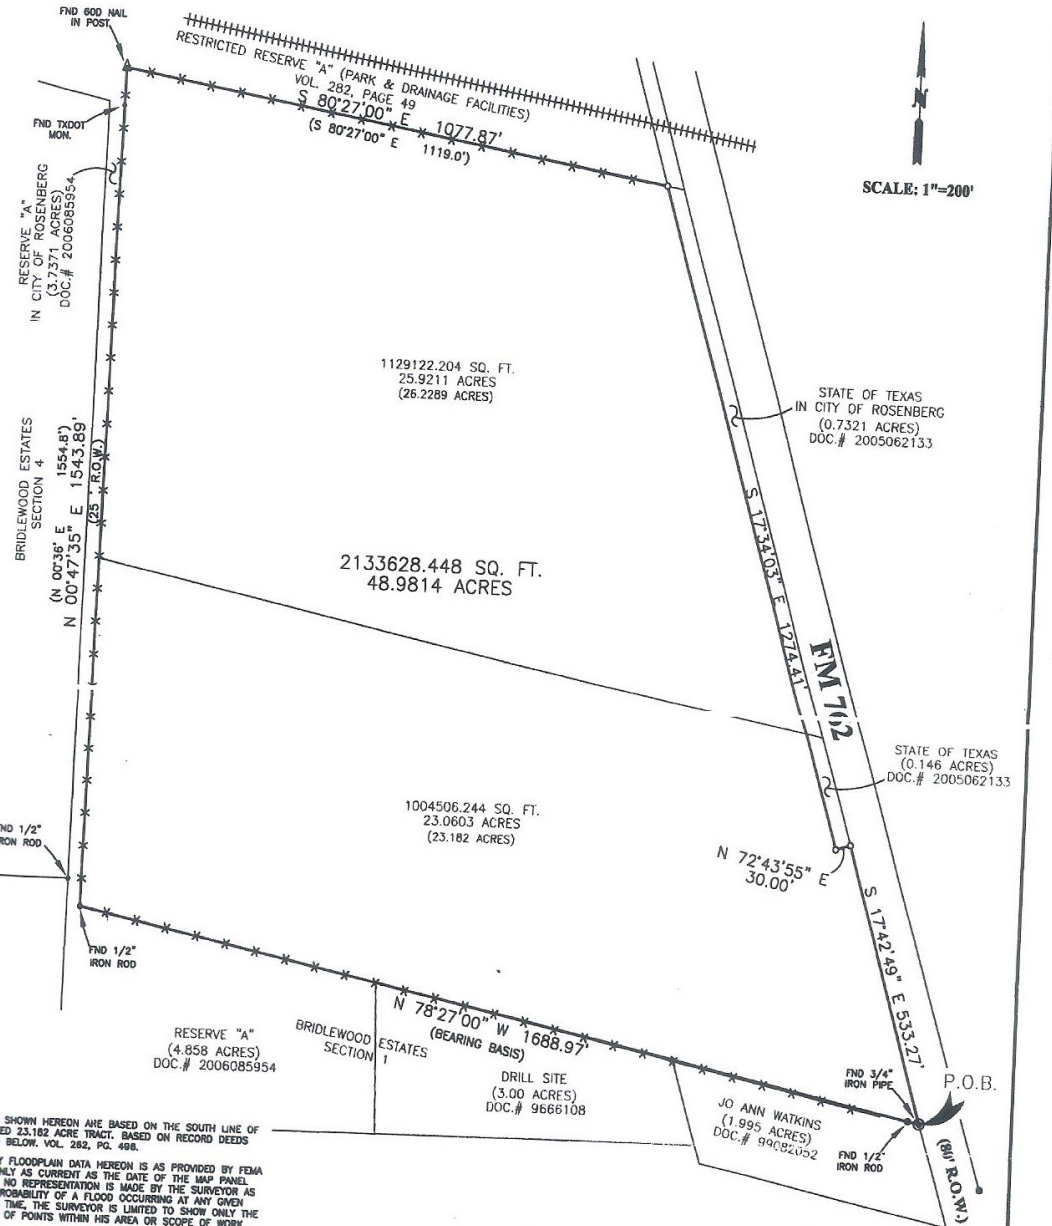 FND 60D NAIL
IN POST
RESTRICTED RESERVE "A" (PARK & DRAINAGE FACILITIES)
VOL. 282, PAGE 49
S 80°27'00" E 1077.87'
(S 80°27'00" E 1119.0')
N
SCALE: 1"=200'
FND TXDOT
MON.
RESERVE "A"
IN CITY OF ROSENBERG
(3.7371 ACRES)
DOC.# 2006085954
1129122.204 SQ. FT.
25.9211 ACRES
(26.2289 ACRES)
STATE OF TEXAS
IN CITY OF ROSENBERG
(0.7321 ACRES)
DOC.# 2005062133
BRIDLEWOOD ESTATES
SECTION 4
(N 00°36" E 1554.8')
N 00°47'35" E 1543.89'
(25' R.O.W.)
2133628.448 SQ. FT.
48.9814 ACRES
S 17°34'03" E 1274.41'
FM 762
STATE OF TEXAS
(0.146 ACRES)
DOC.# 2005062133
1004506.244 SQ. FT.
23.0603 ACRES
(23.182 ACRES)
N 72°43'55" E
30.00'
ND 1/2"
RON ROD
S 17°42'49" E 533.27'
FND 1/2"
IRON ROD
N 78°27'00" W 1688.97'
(BEARING BASIS)
RESERVE "A"
(4.858 ACRES)
DOC.# 2006085954
BRIDLEWOOD ESTATES
SECTION 1
DRILL SITE
(3.00 ACRES)
DOC.# 9666108
JO ANN WATKINS
(1.995 ACRES)
DOC.# 99082052
FND 3/4"
IRON PIPE
P.O.B.
FND 1/2"
IRON ROD
(80' R.O.W.)
SHOWN HEREON ARE BASED ON THE SOUTH LINE OF
ED 23.182 ACRE TRACT. BASED ON RECORD DEEDS
BELOW. VOL. 282, PG. 498.
Y FLOODPLAIN DATA HEREON IS AS PROVIDED BY FEMA
NLY AS CURRENT AS THE DATE OF THE MAP PANEL
NO REPRESENTATION IS MADE BY THE SURVEYOR AS
ROBABILITY OF A FLOOD OCCURRING AT ANY GIVEN
TIME, THE SURVEYOR IS LIMITED TO SHOW ONLY THE
OF POINTS WITHIN HIS AREA OR SCOPE OF WORK